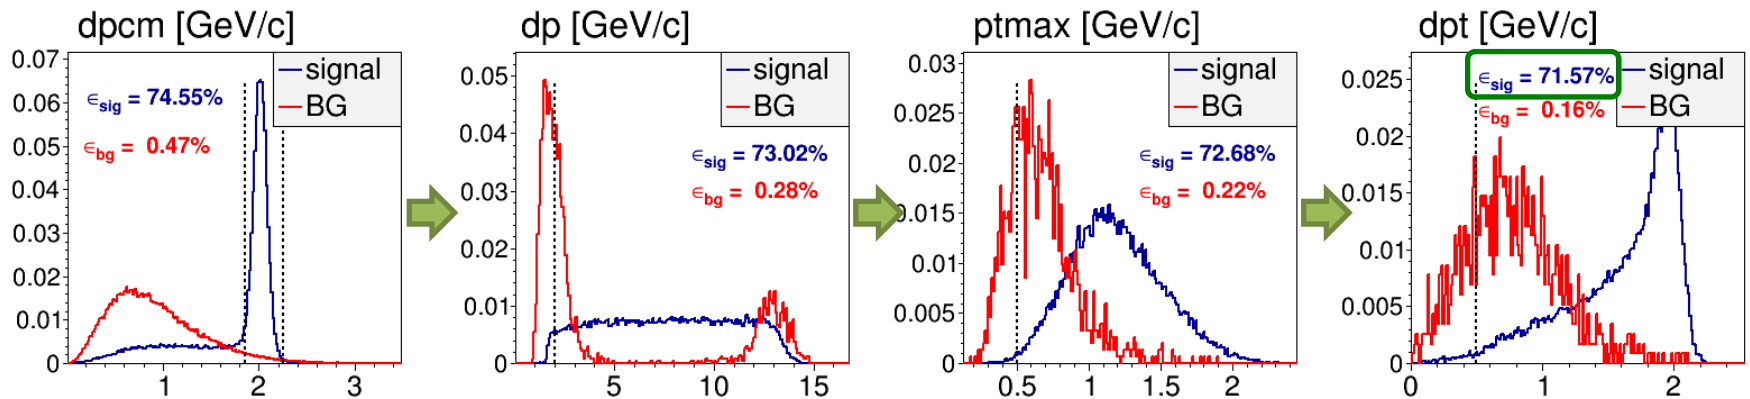 dpcm [GeV/c]
0.07
0.06
0.05
0.04
0.03
0.02
0.01
0
1
2
3
signal
BG
ϵsig = 74.55%
ϵbg = 0.47%
dp [GeV/c]
0.05
0.04
0.03
0.02
0.01
0
5
10
15
signal
BG
ϵsig = 73.02%
ϵbg = 0.28%
ptmax [GeV/c]
0.03
0.025
0.02
0.015
0.01
0.005
0
0.5
1
1.5
2
signal
BG
ϵsig = 72.68%
ϵbg = 0.22%
dpt [GeV/c]
0.025
0.02
0.015
0.01
0.005
0
0
1
2
signal
BG
ϵsig = 71.57%
ϵbg = 0.16%